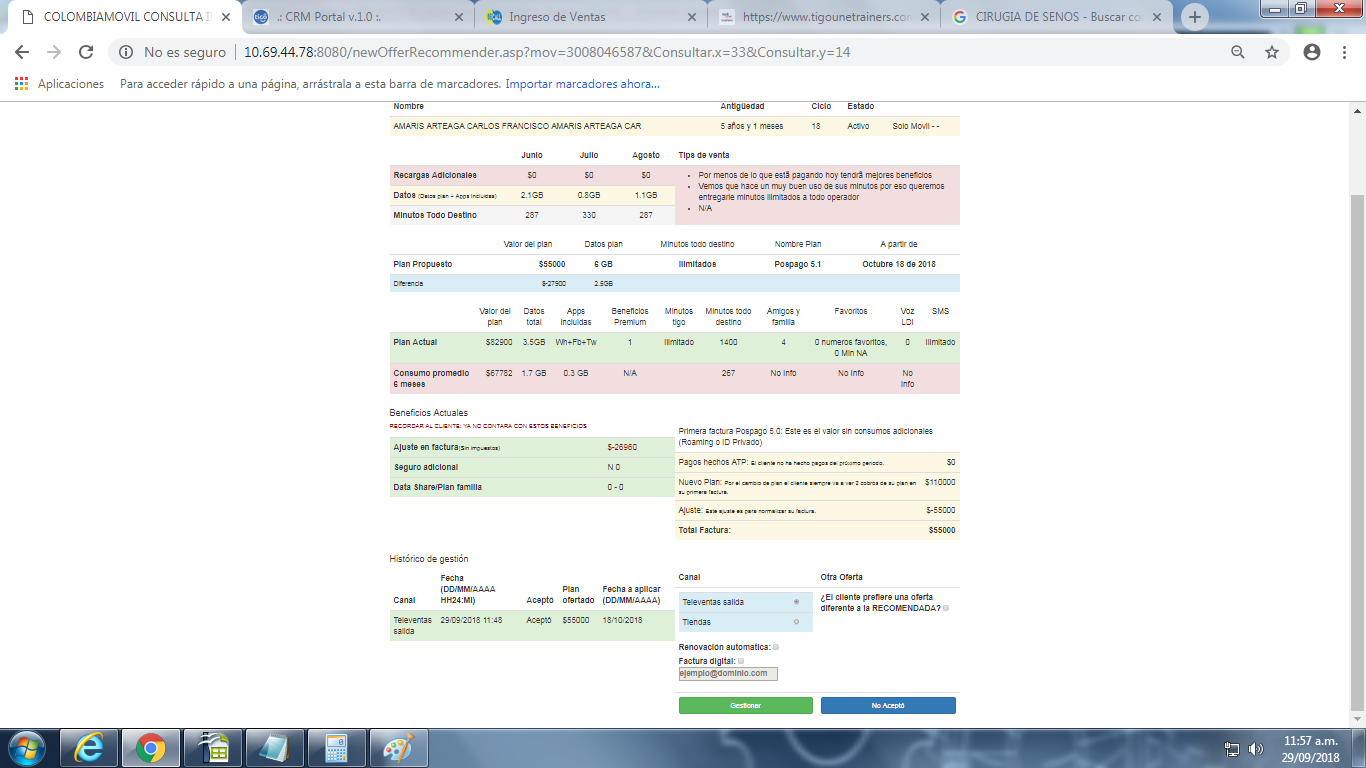 COLOMBIAMOVIL CONSULTA I
.: CRM Portal v.1.0 :.
Ingreso de Ventas
https://www.tigounetrainers.con
CIRUGIA DE SENOS - Buscar co
No es seguro
10.69.44.78:8080/newOfferRecommender.asp?mov=3008046587&Consultar.x=33&Consultar.y=14
Aplicaciones
Para acceder rápido a una página, arrástrala a esta barra de marcadores.
Importar marcadores ahora...
Nombre Antigüedad Ciclo Estado
AMARIS ARTEAGA CARLOS FRANCISCO AMARIS ARTEAGA CAR 5 años y 1 meses 18 Activo Solo Movil - -
Junio Julio Agosto
Recargas Adicionales $0 $0 $0
Datos (Datos plan + Apps incluidas) 2.1GB 0.8GB 1.1GB
Minutos Todo Destino 287 330 287
Tips de venta
• Por menos de lo que está pagando hoy tendrá mejores beneficios
• Vemos que hace un muy buen uso de sus minutos por eso queremos
entregarle minutos ilimitados a todo operador
• N/A
Valor del plan Datos plan Minutos todo destino Nombre Plan A partir de
Plan Propuesto $55000 6 GB Ilimitados Pospago 5.1 Octubre 18 de 2018
Diferencia $-27900 2.5GB
Valor del plan Datos total Apps incluidas Beneficios Premium Minutos tigo Minutos todo destino Amigos y familia Favoritos Voz LDI SMS
Plan Actual $82900 3.5GB Wh+Fb+Tw 1 Ilimitado 1400 4 0 numeros favoritos, 0 Min NA 0 Ilimitado
Consumo promedio 6 meses $67782 1.7 GB 0.3 GB N/A 267 No Info No Info No Info
Beneficios Actuales
RECORDAR AL CLIENTE: YA NO CONTARA CON ESTOS BENEFICIOS
Ajuste en factura(Sin impuestos) $-26960
Seguro adicional N 0
Data Share/Plan familia 0 - 0
Primera factura Pospago 5.0: Este es el valor sin consumos adicionales
(Roaming o ID Privado)
Pagos hechos ATP: El cliente no ha hecho pagos del próximo periodo. $0
Nuevo Plan: Por el cambio de plan el cliente siempre va a ver 2 cobros de su plan en $110000
su primera factura.
Ajuste: Este ajuste es para normalizar su factura. $-55000
Total Factura: $55000
Histórico de gestión
Canal Fecha (DD/MM/AAAA HH24:MI) Aceptó Plan ofertado Fecha a aplicar (DD/MM/AAAA)
Televentas salida 29/09/2018 11:48 Aceptó $55000 18/10/2018
Canal
Televentas salida
Tiendas
Otra Oferta
¿El cliente prefiere una oferta
diferente a la RECOMENDADA?
Renovación automatica:
Factura digital:
ejemplo@dominio.com
Gestionar
No Aceptó
11:57 a.m.
29/09/2018